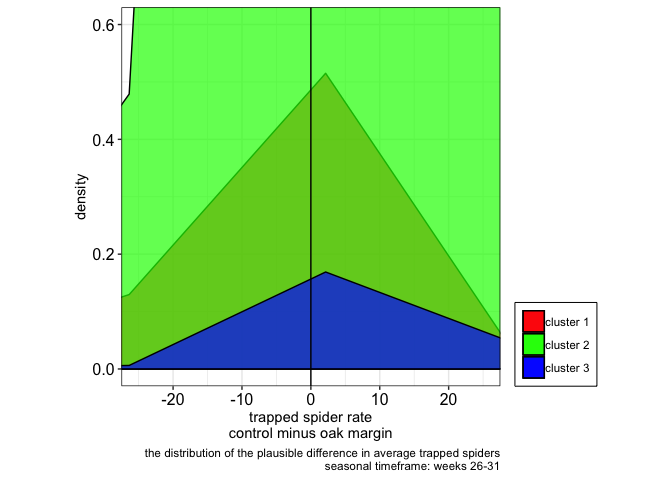 0.6
0.4
0.2
0.0
density
-20 -10 0 10 20
trapped spider rate
control minus oak margin
cluster 1
cluster 2
cluster 3
the distribution of the plausible difference in average trapped spiders
seasonal timeframe: weeks 26-31